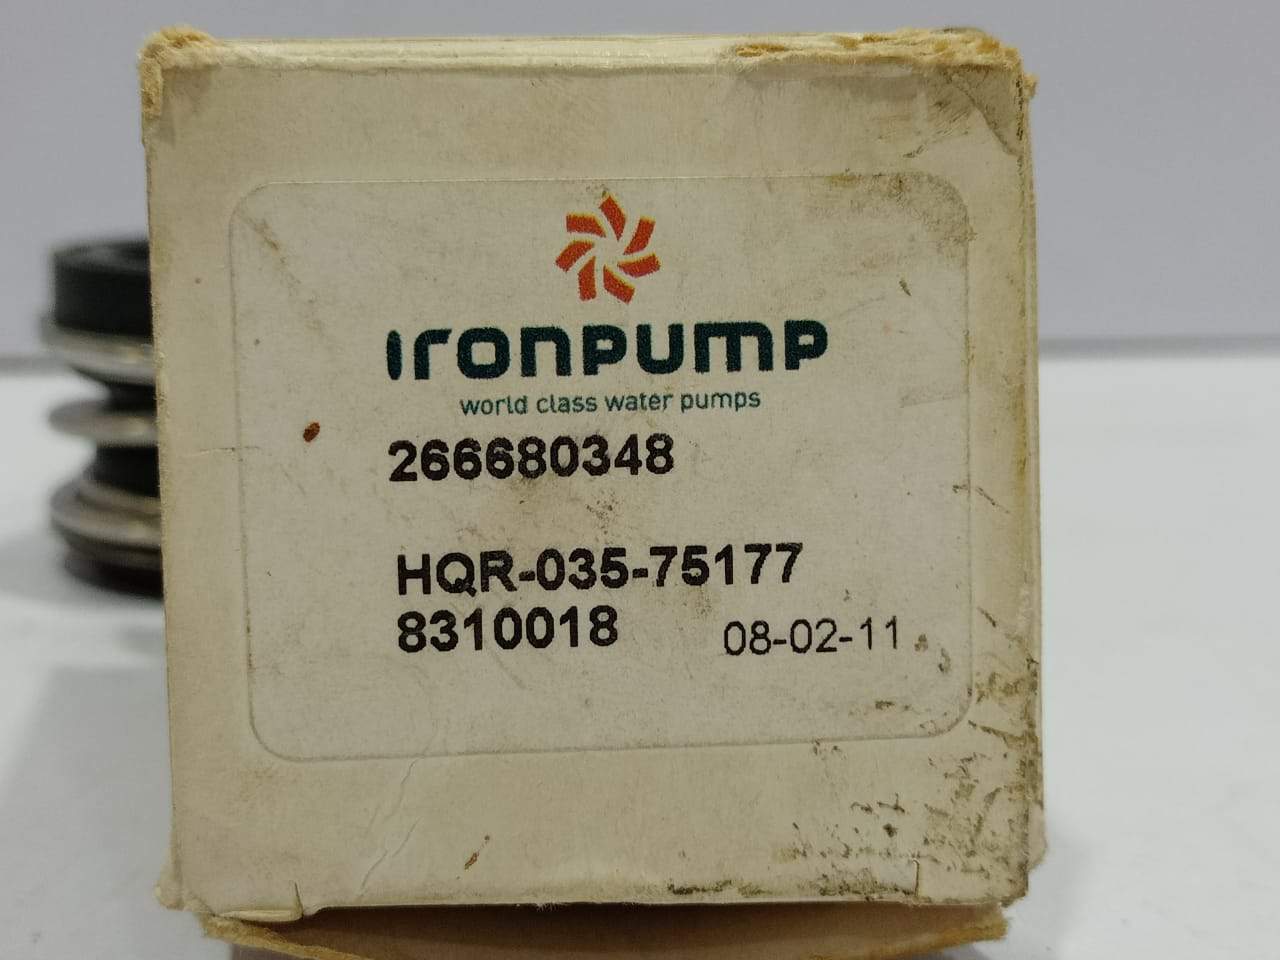 IRONPUMP
world class water pumps
266680348
HQR-035-75177
8310018 08-02-11